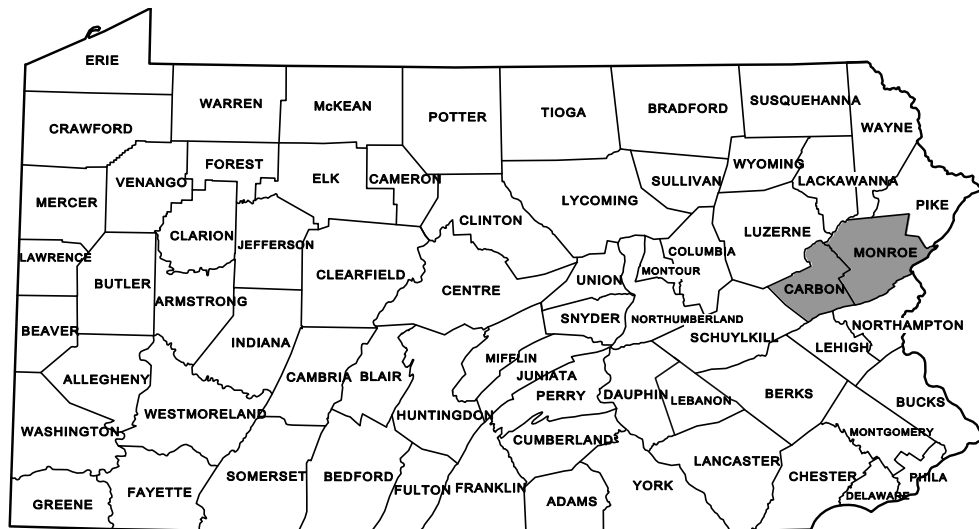 ERIE
WARREN
McKEAN
POTTER
TIOGA
BRADFORD
SUSQUEHANNA
CRAWFORD
WAYNE
FOREST
WYOMING
VENANGO
ELK
CAMERON
SULLIVAN
LACKAWANNA
MERCER
LYCOMING
PIKE
CLINTON
CLARION
JEFFERSON
LUZERNE
COLUMBIA
MONROE
LAWRENCE
CLEARFIELD
MONTOUR
BUTLER
CENTRE
UNION
CARBON
ARMSTRONG
SNYDER
NORTHUMBERLAND
NORTHAMPTON
BEAVER
INDIANA
SCHUYLKILL
LEHIGH
MIFFLIN
ALLEGHENY
CAMBRIA
BLAIR
JUNIATA
PERRY
DAUPHIN
LEBANON
BERKS
BUCKS
WESTMORELAND
HUNTINGDON
WASHINGTON
CUMBERLAND
MONTGOMERY
LANCASTER
SOMERSET
BEDFORD
CHESTER
PHILA
FULTON
FRANKLIN
YORK
GREENE
FAYETTE
ADAMS
DELAWARE